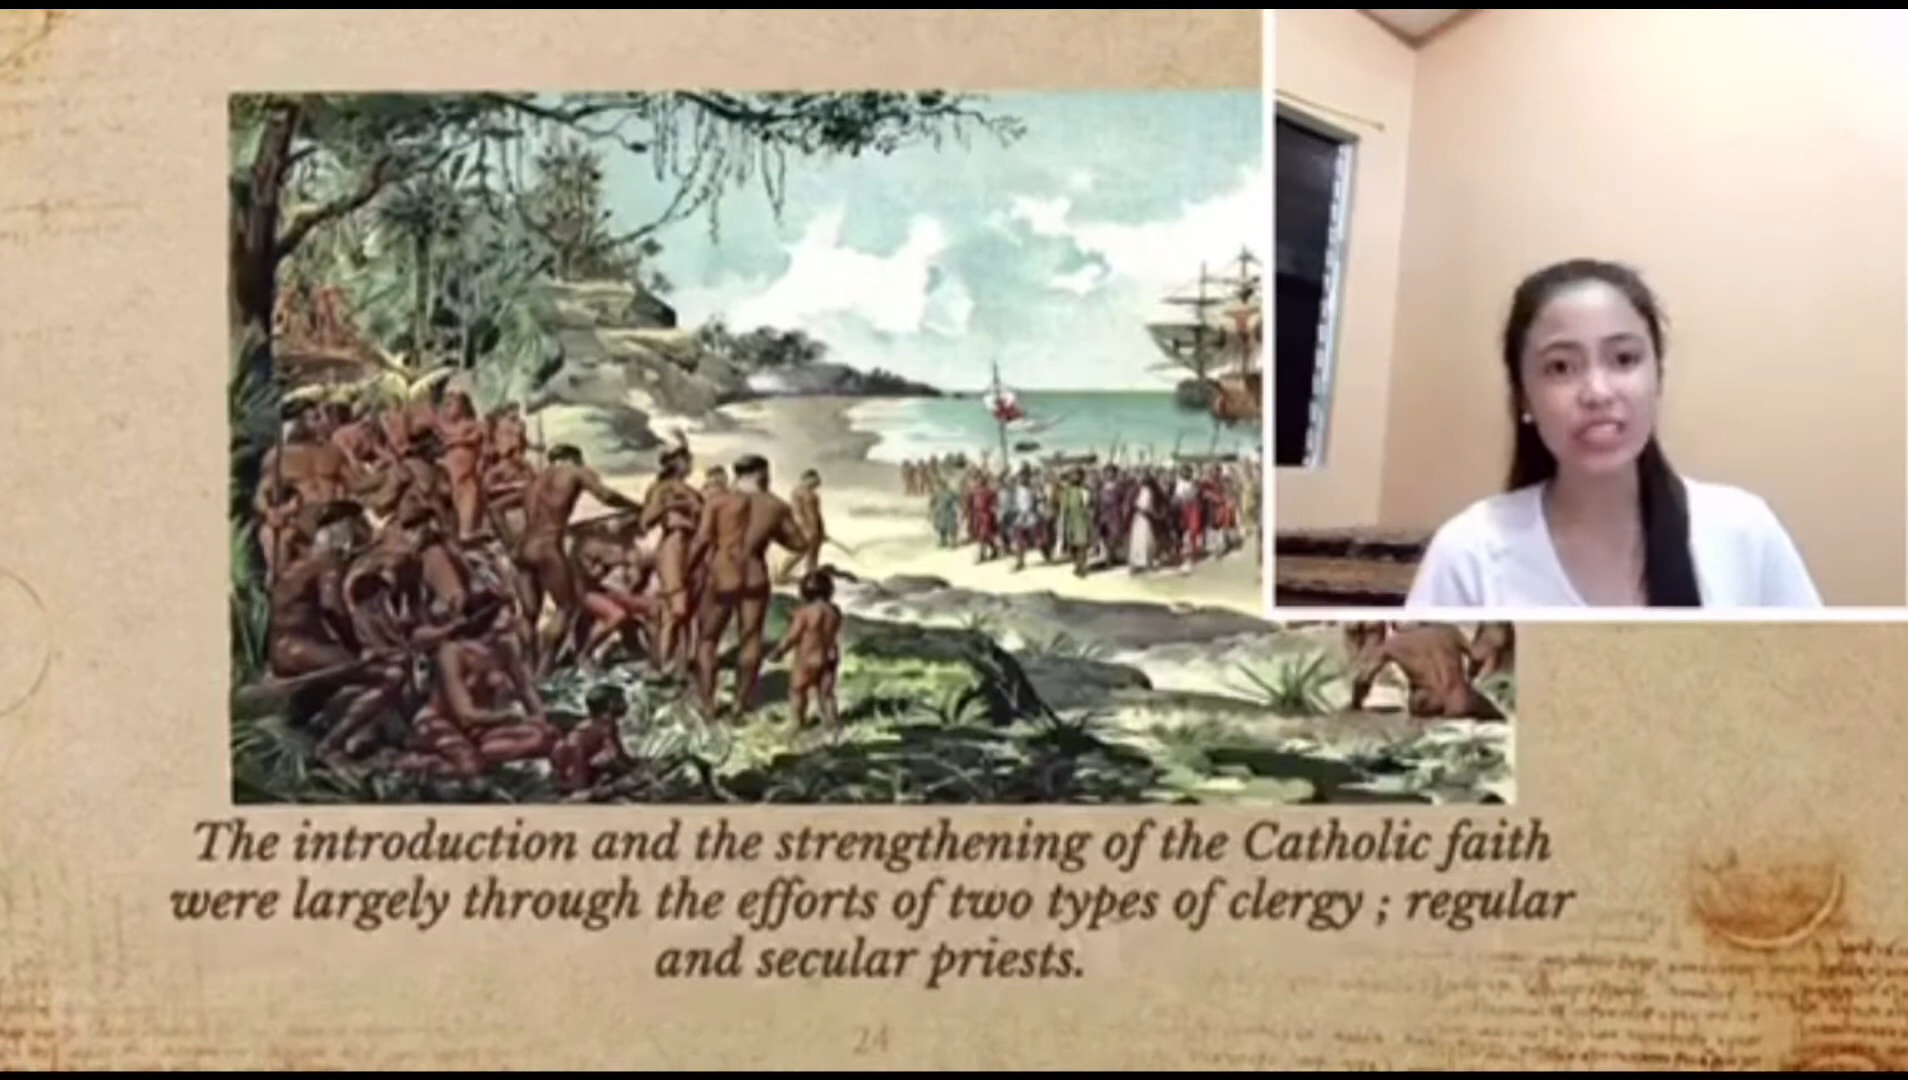 The introduction and the strengthening of the Catholic faith
were largely through the efforts of two types of clergy ; regular
and secular priests.
24